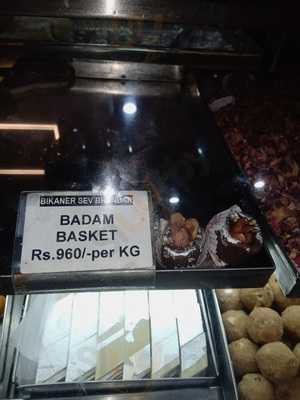 BIKANER SEV BHANDAR
BADAM
BASKET
Rs.960/-per KG